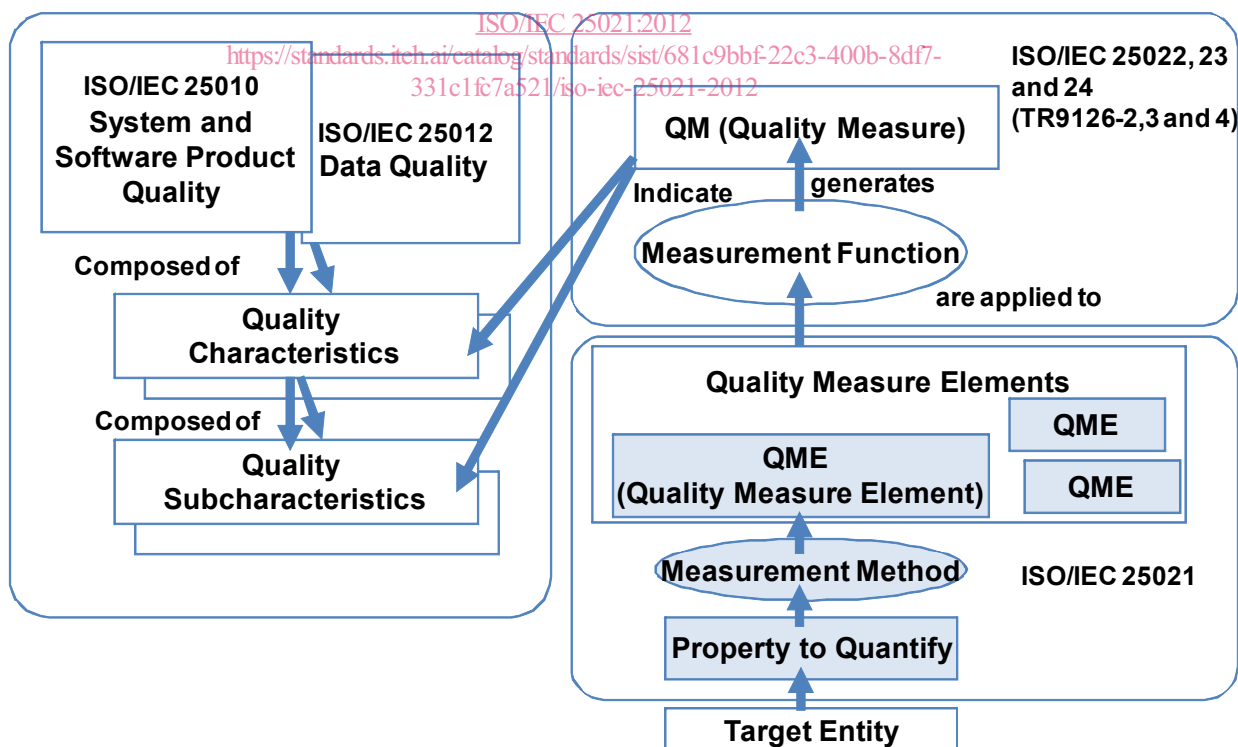 ISO/IEC 25021:2012
https://standards.iteh.ai/catalog/standards/sist/681c9bbf-22c3-400b-8df7-
331c1fc7a521/iso-iec-25021-2012
ISO/IEC 25010
System and
Software Product
Quality
ISO/IEC 25012
Data Quality
Composed of
Quality
Characteristics
Composed of
Quality
Subcharacteristics
ISO/IEC 25022, 23
and 24
(TR9126-2,3 and 4)
QM (Quality Measure)
Indicate
generates
Measurement Function
are applied to
Quality Measure Elements
QME
QME
(Quality Measure Element)
QME
Measurement Method
ISO/IEC 25021
Property to Quantify
Target Entity